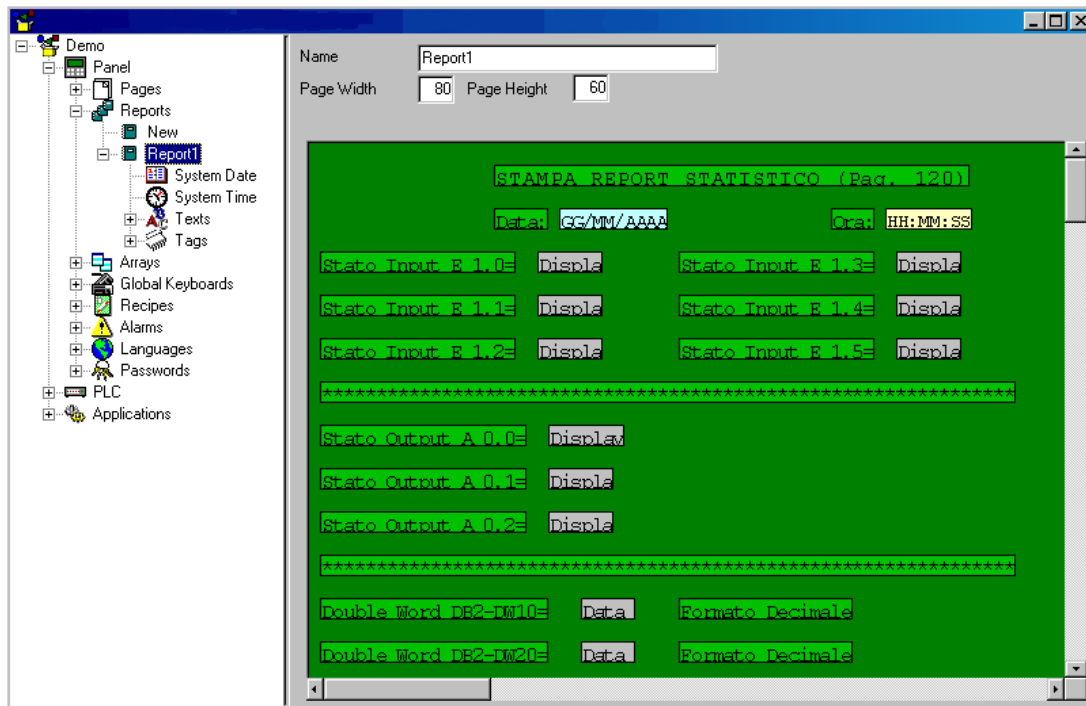 Demo
Panel
Pages
Reports
New
Report1
System Date
System Time
Texts
Tags
Arrays
Global Keyboards
Recipes
Alarms
Languages
Passwords
PLC
Applications
Name Report1
Page Width 80 Page Height 60
STAMPA REPORT STATISTICO (Pag. 120)
Data: GG/MM/AAAA Ora: HH:MM:SS
Stato Input E 1.0= Displa Stato Input E 1.3= Displa
Stato Input E 1.1= Displa Stato Input E 1.4= Displa
Stato Input E 1.2= Displa Stato Input E 1.5= Displa
****************************************************************
Stato Output A 0.0= Display
Stato Output A 0.1= Displa
Stato Output A 0.2= Displa
****************************************************************
Double Word DB2-DW10= Data Formato Decimale
Double Word DB2-DW20= Data Formato Decimale